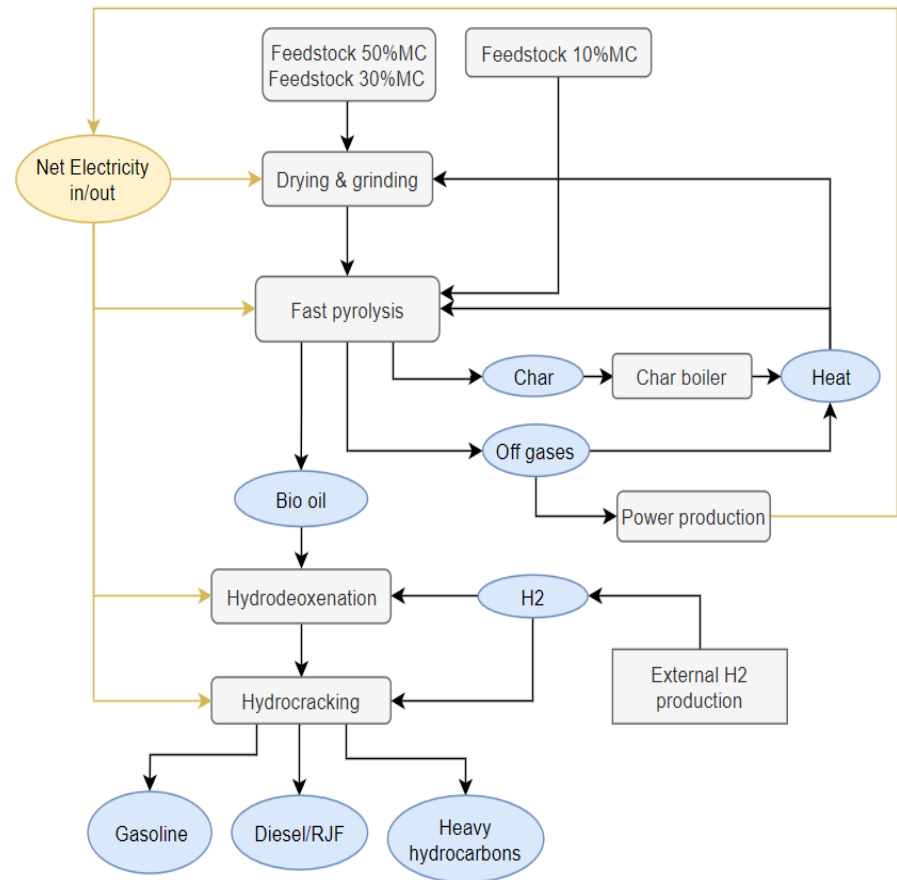 Feedstock 50%MC
Feedstock 30%MC
Feedstock 10%MC
Net Electricity
in/out
Drying & grinding
Fast pyrolysis
Char
Char boiler
Heat
Off gases
Bio oil
Power production
Hydrodeoxenation
H2
External H2
production
Hydrocracking
Gasoline
Diesel/RJF
Heavy
hydrocarbons